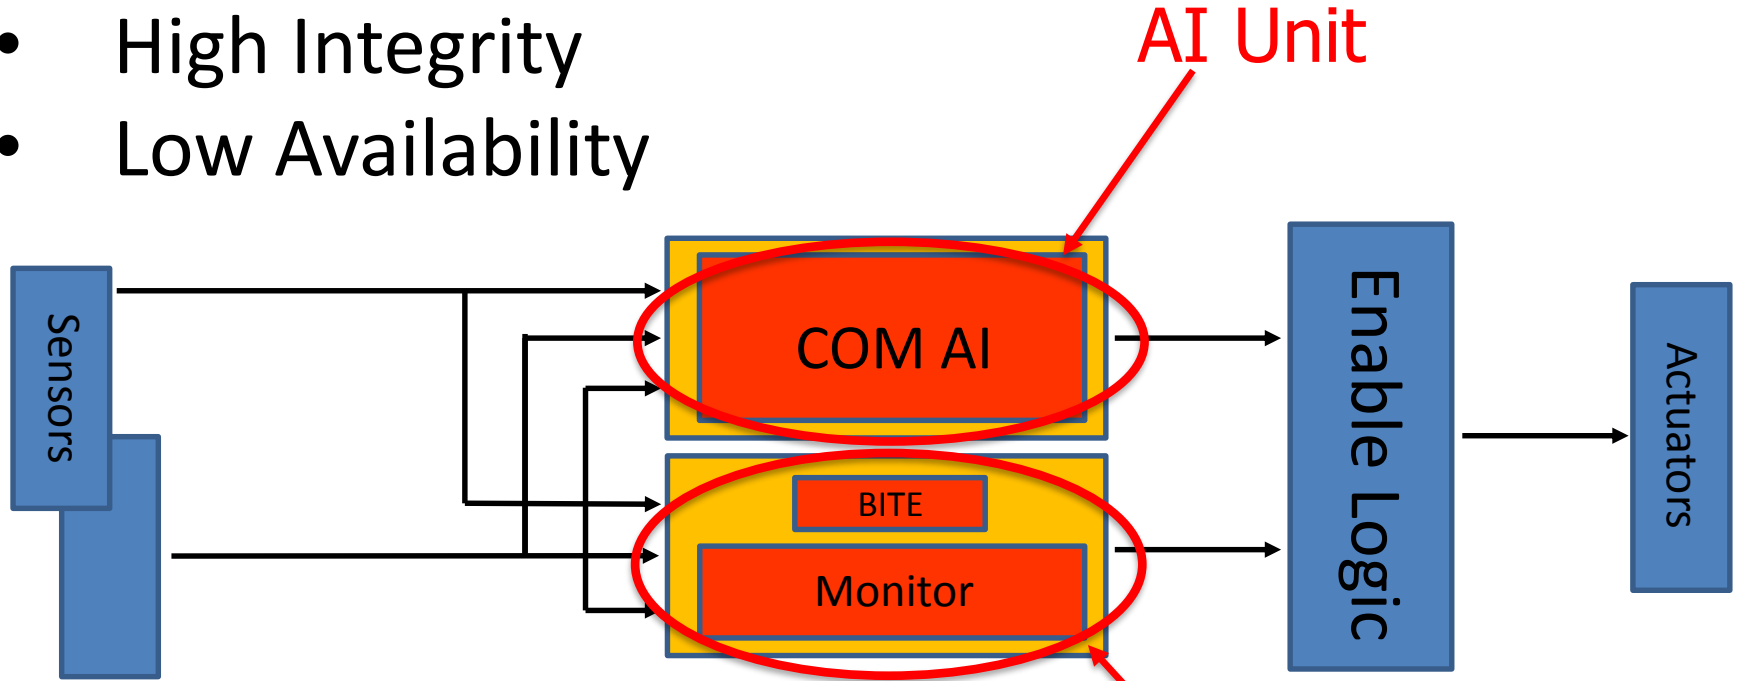 • High Integrity
• Low Availability
AI Unit
Sensors
COM AI
BITE
Monitor
Enable Logic
Actuators